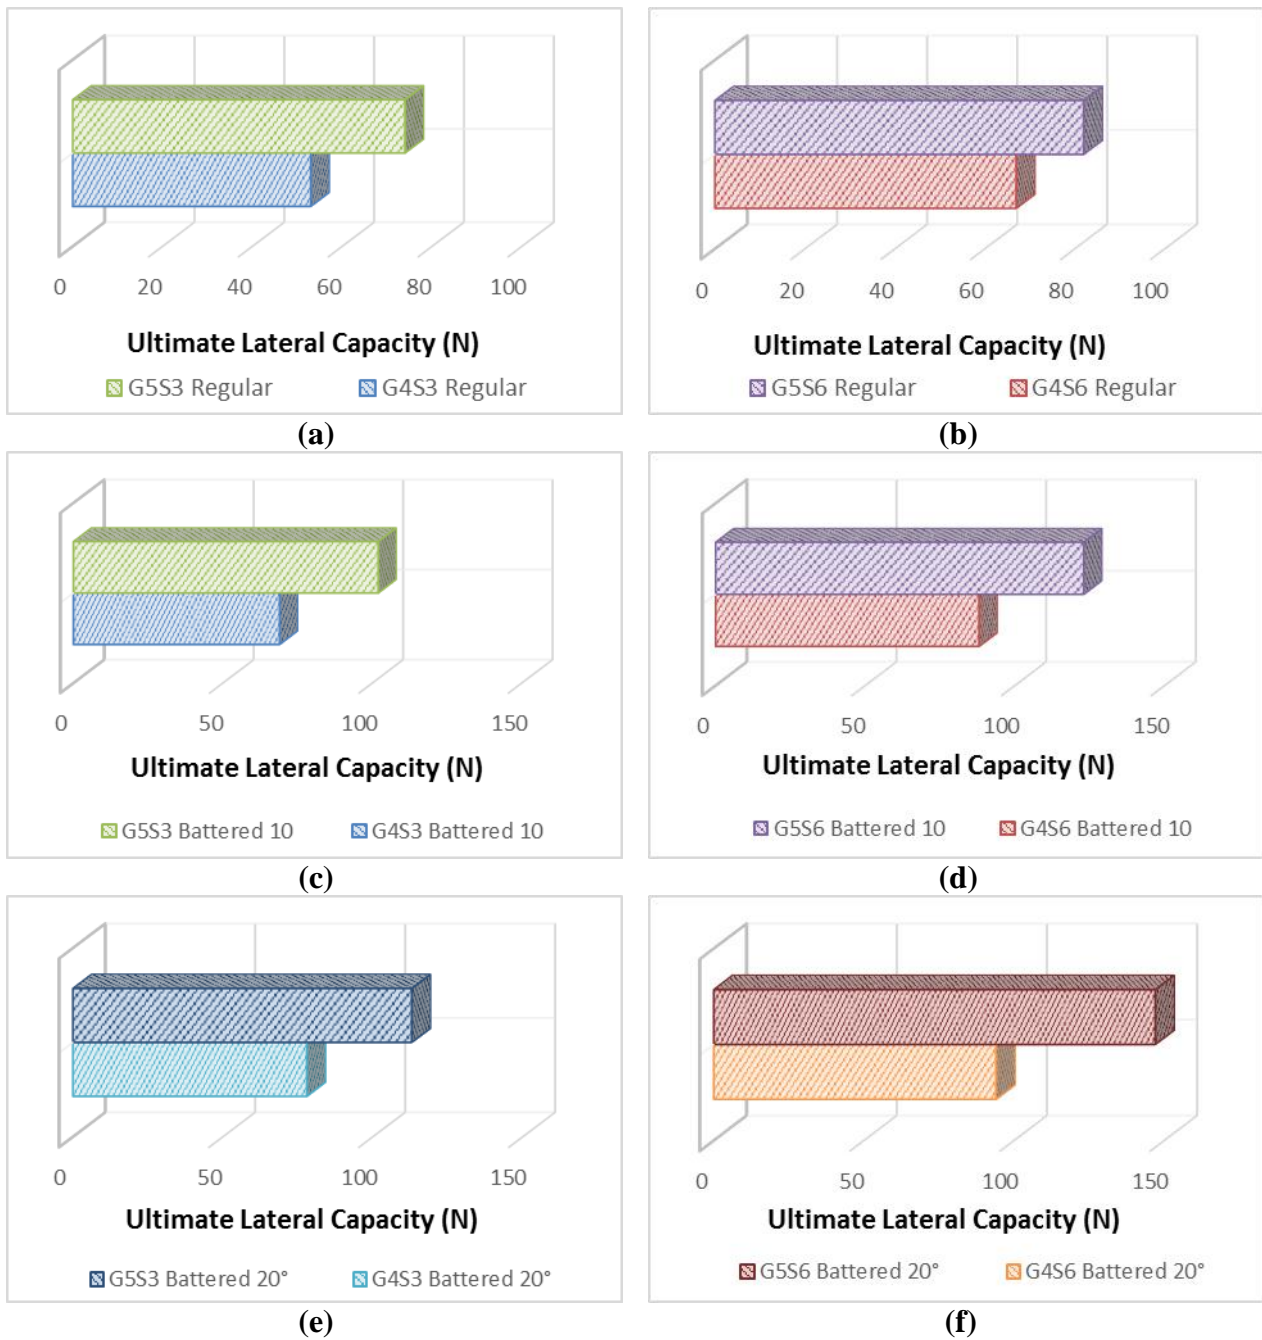 0 20 40 60 80 100
Ultimate Lateral Capacity (N)
G5S3 Regular G4S3 Regular
(a)
0 20 40 60 80 100
Ultimate Lateral Capacity (N)
G5S6 Regular G4S6 Regular
(b)
0 50 100 150
Ultimate Lateral Capacity (N)
G5S3 Battered 10 G4S3 Battered 10
(c)
0 50 100 150
Ultimate Lateral Capacity (N)
G5S6 Battered 10 G4S6 Battered 10
(d)
0 50 100 150
Ultimate Lateral Capacity (N)
G5S3 Battered 20° G4S3 Battered 20°
(e)
0 50 100 150
Ultimate Lateral Capacity (N)
G5S6 Battered 20° G4S6 Battered 20°
(f)